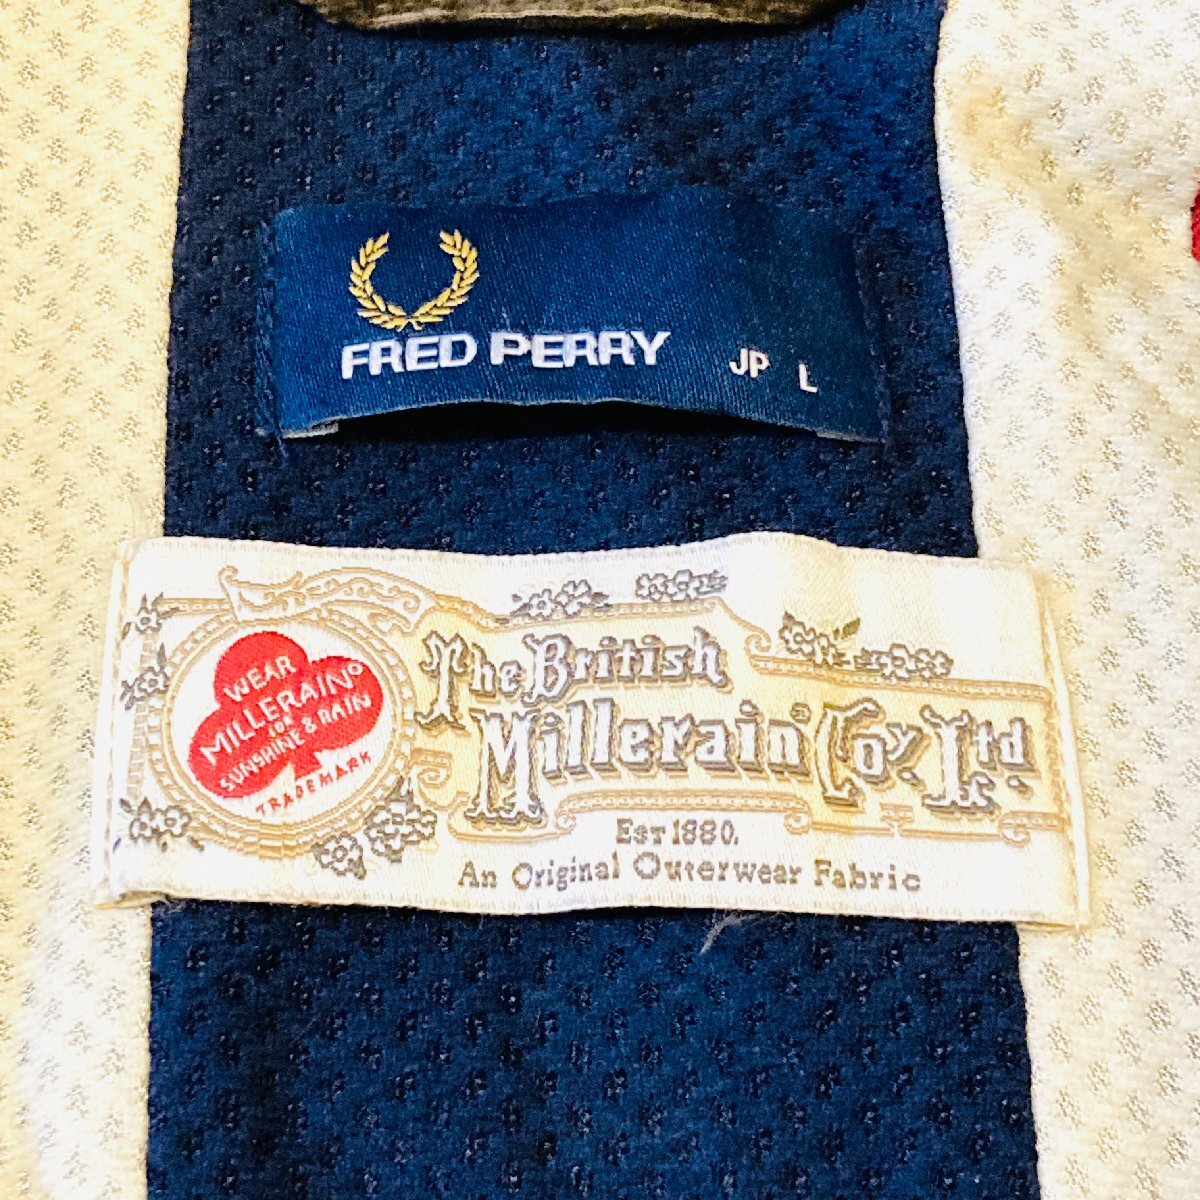 FRED PERRY JP L
WEAR
MILLERAIN
FOR
SUNSHINE & RAIN
TRADEMARK
The British
Millerain® Coy. Ltd.
EST 1880.
An Original Outerwear Fabric